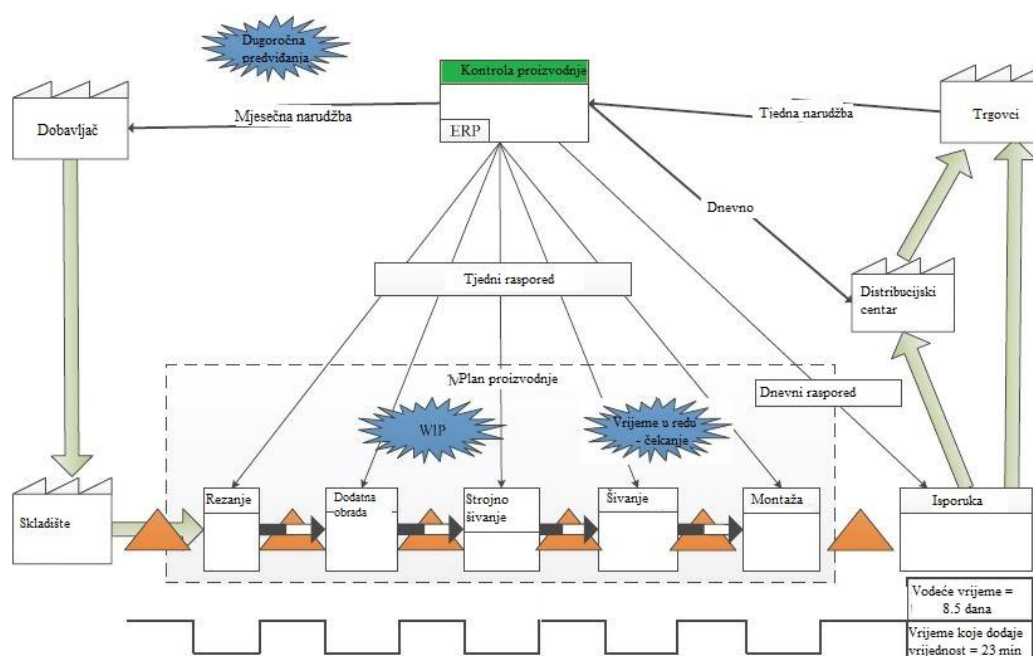 Dugoročna
predviđanja
Kontrola proizvodnje
ERP
Dobavljač
Mjesečna narudžba
Tjedna narudžba
Trgovci
Dnevno
Tjedni raspored
Distribucijski
centar
Plan proizvodnje
Dnevni raspored
WIP
Vrijeme u redu
- čekanje
Skladište
Rezanje
Dodatna
obrada
Strojno
šivanje
Šivanje
Montaža
Isporuka
Vodeće vrijeme =
8.5 dana
Vrijeme koje dodaje
vrijednost = 23 min